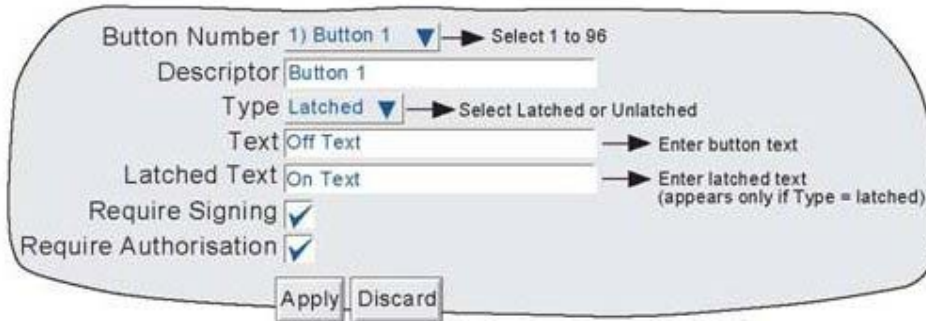 Button Number 1) Button 1 Select 1 to 96
Descriptor Button 1
Type Latched Select Latched or Unlatched
Text Off Text Enter button text
Latched Text On Text Enter latched text
(appears only if Type = latched)
Require Signing
Require Authorisation
Apply Discard